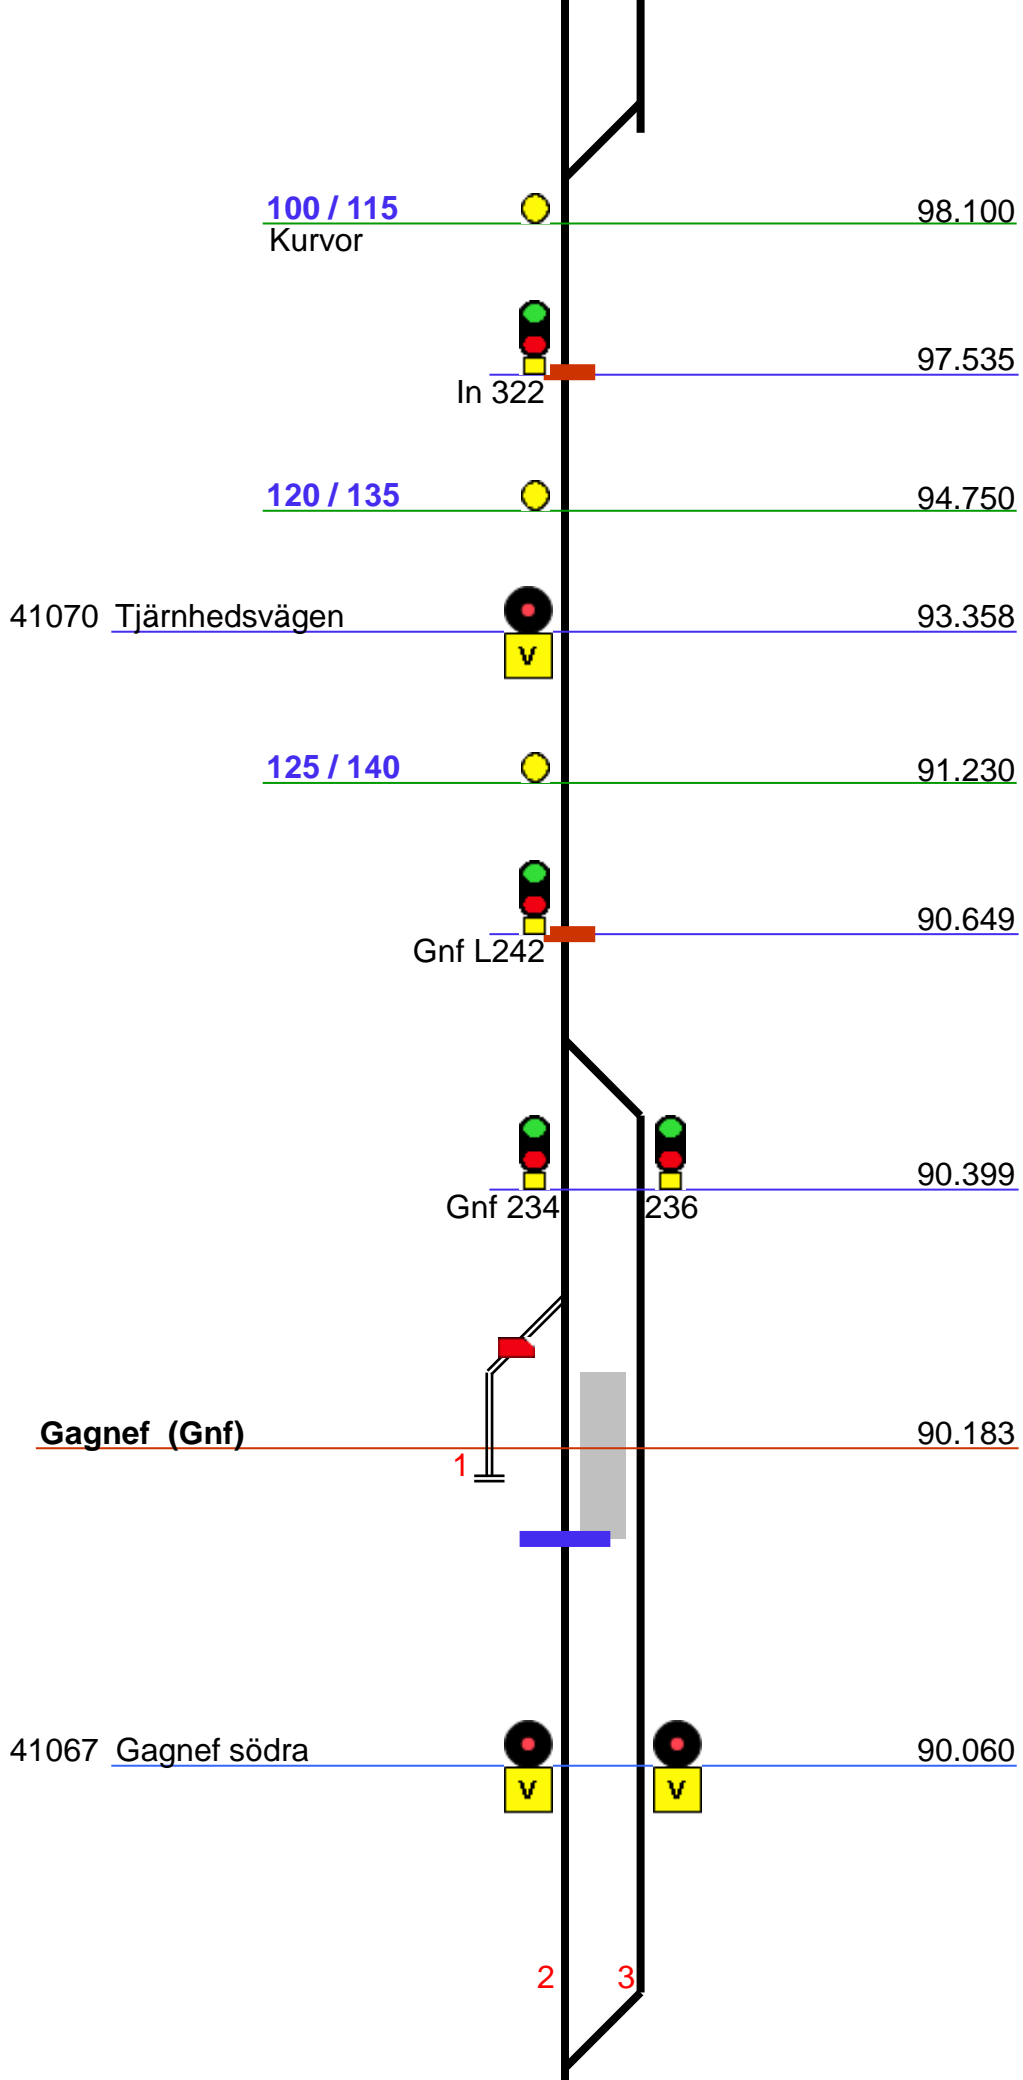 100 / 115 98.100
Kurvor
97.535
In 322
120 / 135 94.750
41070 Tjärnhedsvägen 93.358
V
125 / 140 91.230
90.649
Gnf L242
90.399
Gnf 234 236
Gagnef (Gnf) 90.183
1
41067 Gagnef södra 90.060
V V
2 3